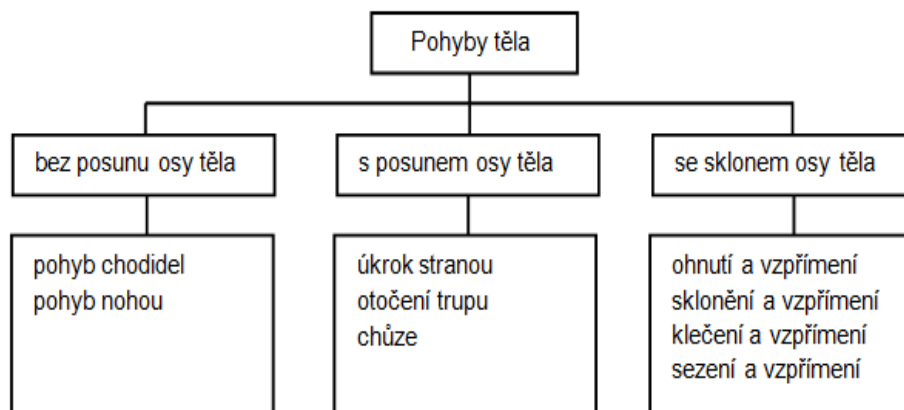 Pohyby těla
bez posunu osy těla
s posunem osy těla
se sklonem osy těla
pohyb chodidel
pohyb nohou
úkrok stranou
otočení trupu
chůze
ohnutí a vzpřímení
sklonění a vzpřímení
klečení a vzpřímení
sezení a vzpřímení